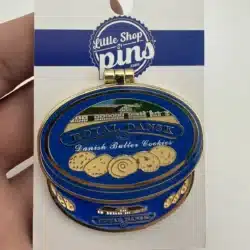 Little Shop
OF
pins
ROYAL DANSK
Danish Butter Cookies
ROYAL DANSK